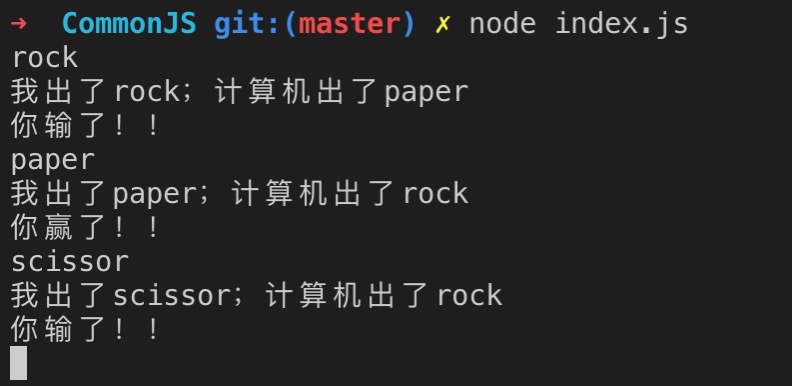 → CommonJS git:(master) ✗ node index.js
rock
我出了rock；计算机出了paper
你输了！！
paper
我出了paper；计算机出了rock
你赢了！！
scissor
我出了scissor；计算机出了rock
你输了！！